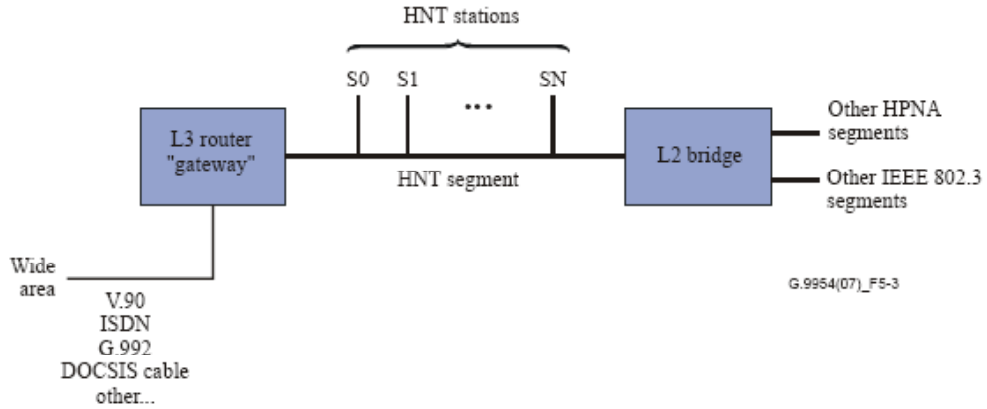 HNT stations
S0 S1 ... SN
L3 router
"gateway"
HNT segment
L2 bridge
Other HPNA
segments
Other IEEE 802.3
segments
Wide
area
V.90
ISDN
G.992
DOCSIS cable
other...
G.9954(07)_F5-3